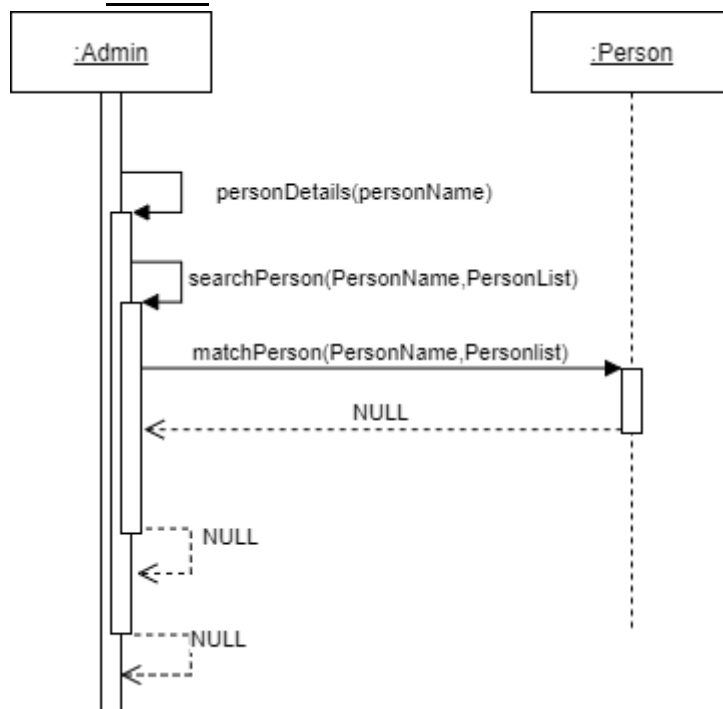 :Admin
:Person
personDetails(personName)
searchPerson(PersonName,PersonList)
matchPerson(PersonName,Personlist)
NULL
NULL
NULL